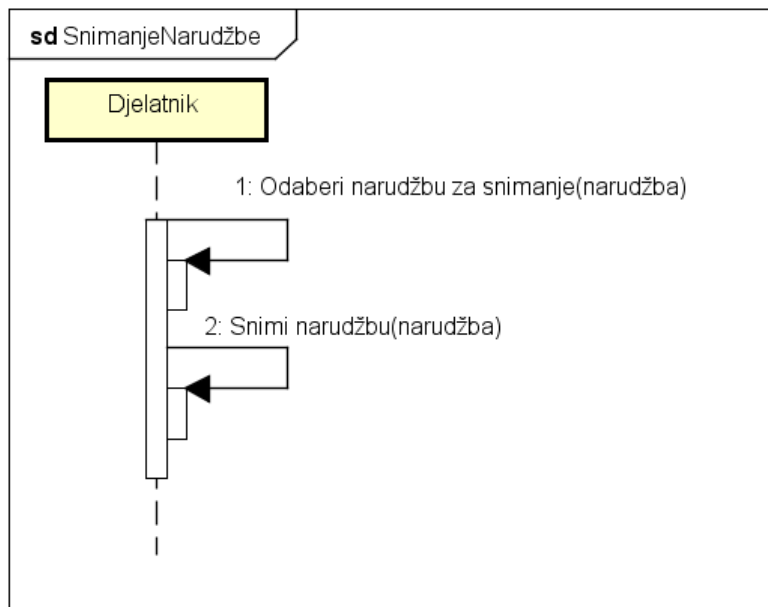 sd SnimanjeNarudžbe
Djelatnik
1: Odaberi narudžbu za snimanje(narudžba)
2: Snimi narudžbu(narudžba)